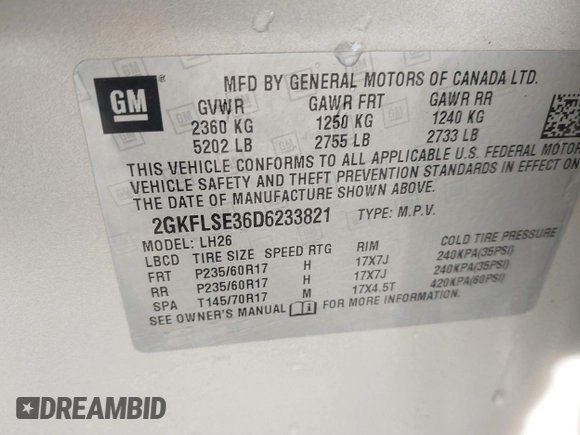 GM
®
MFD BY GENERAL MOTORS OF CANADA LTD.
GVWR GAWR FRT GAWR RR
2360 KG 1250 KG 1240 KG
5202 LB 2755 LB 2733 LB
THIS VEHICLE CONFORMS TO ALL APPLICABLE U.S. FEDERAL MOTOR
VEHICLE SAFETY AND THEFT PREVENTION STANDARDS IN EFFECT
THE DATE OF MANUFACTURE SHOWN ABOVE.
2GKFLSE36D6233821 TYPE: M.P.V.
MODEL: LH26
LBCD TIRE SIZE SPEED RTG RIM COLD TIRE PRESSURE
FRT P235/60R17 H 17X7J 240KPA(35PSI)
RR P235/60R17 H 17X7J 240KPA(35PSI)
SPA T145/70R17 M 17X4.5T 420KPA(60PSI)
SEE OWNER'S MANUAL FOR MORE INFORMATION.
DREAMBID